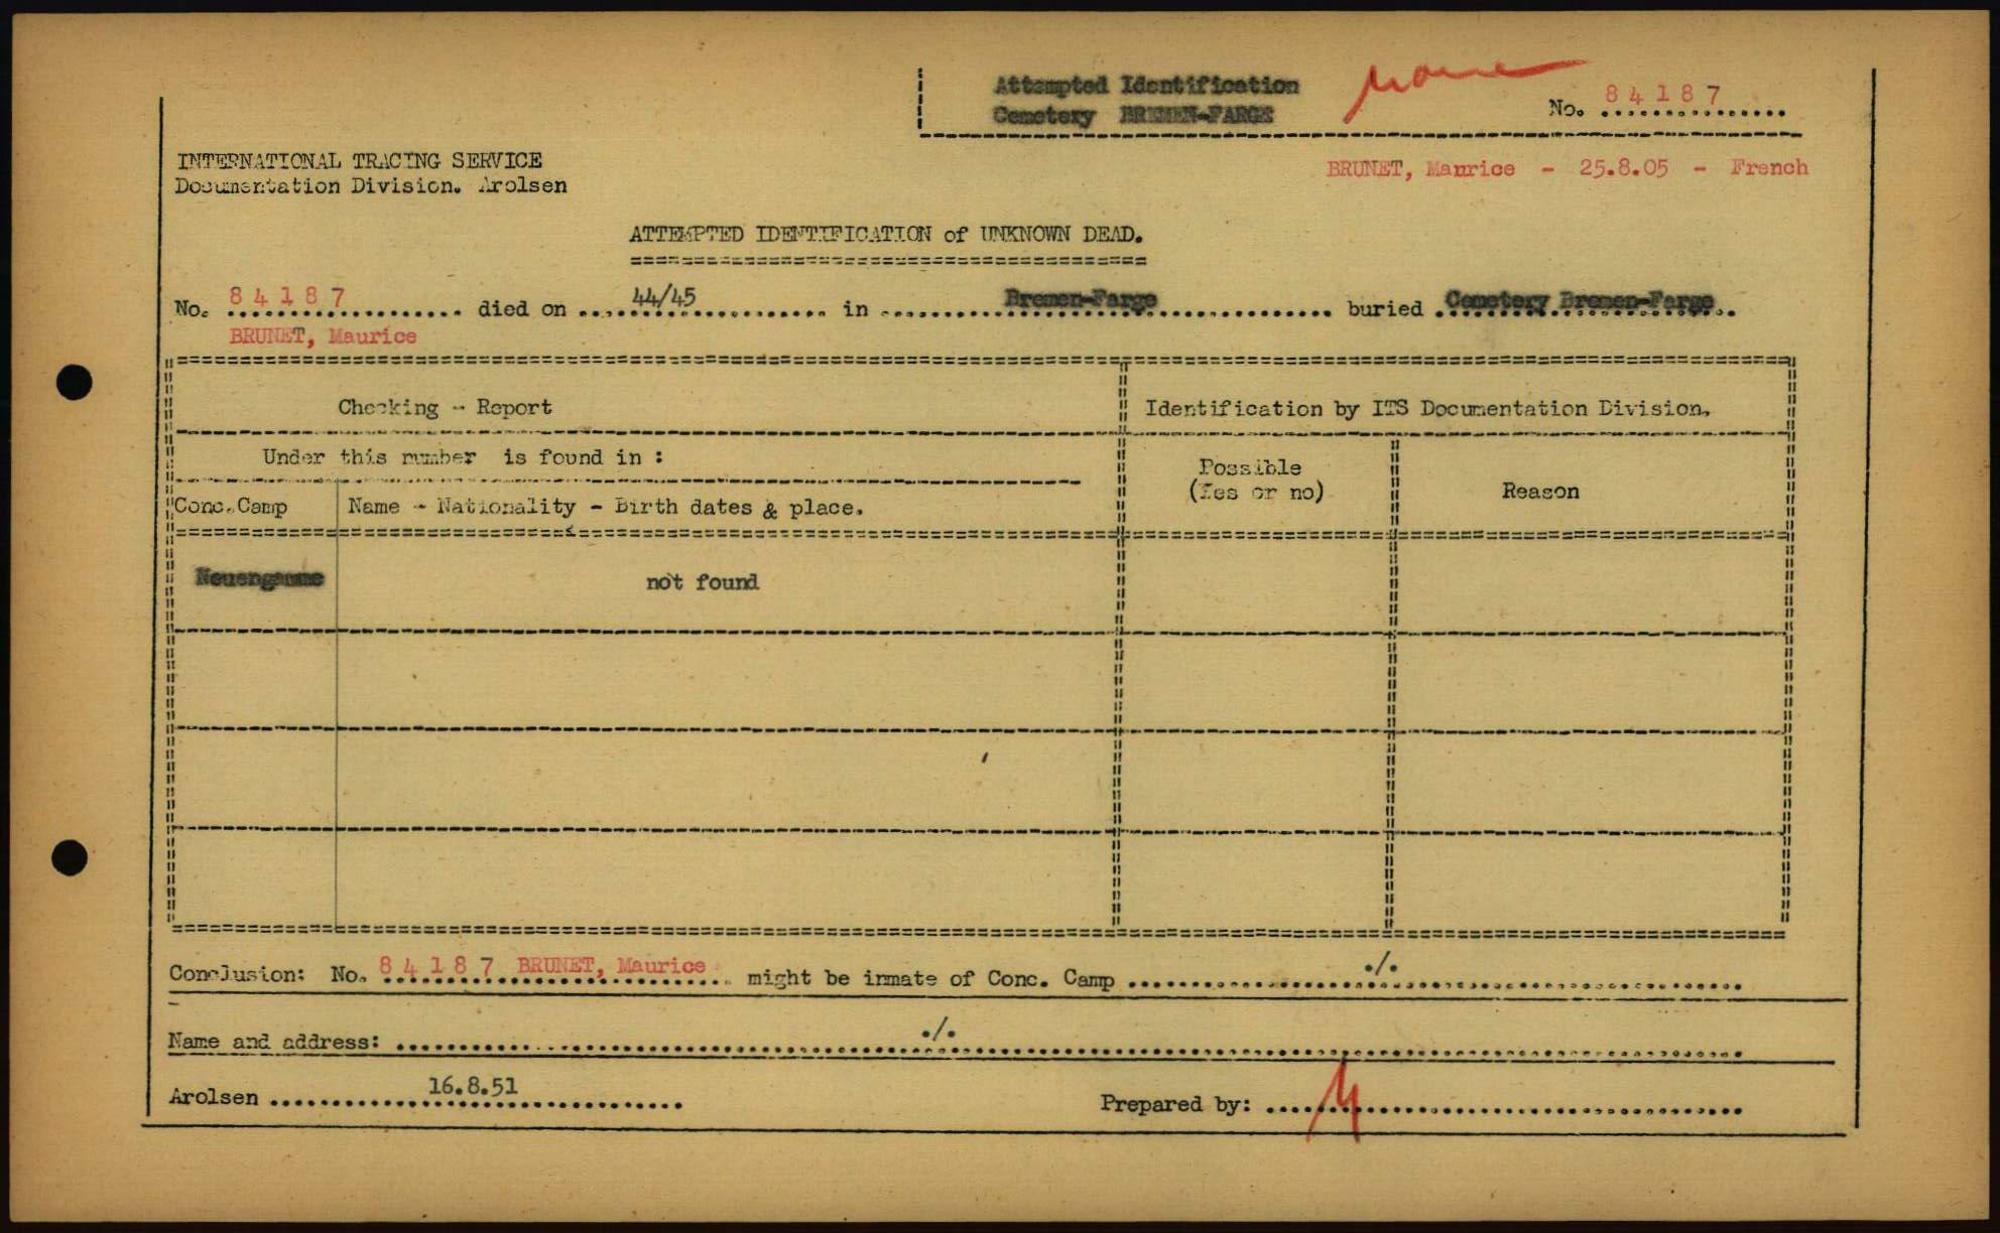 Attempted Identification
Cemetery BREMEN-FARGE
No. 84187
INTERNATIONAL TRACING SERVICE
Documentation Division. Arolsen
BRUNET, Maurice - 25.8.05 - French
ATTEMPTED IDENTIFICATION of UNKNOWN DEAD.
No. 84187 died on 44/45 in Bremen-Farge buried Cemetery Bremen-Farge
BRUNET, Maurice
Checking - Report
Identification by ITS Documentation Division.
Under this number is found in :
Possible
(Yes or no)
Reason
Conc.Camp
Name - Nationality - Birth dates & place.
Neuengamme
not found
Conclusion: No. 84187 BRUNET, Maurice might be inmate of Conc. Camp ./.
Name and address: ./.
Arolsen 16.8.51
Prepared by: